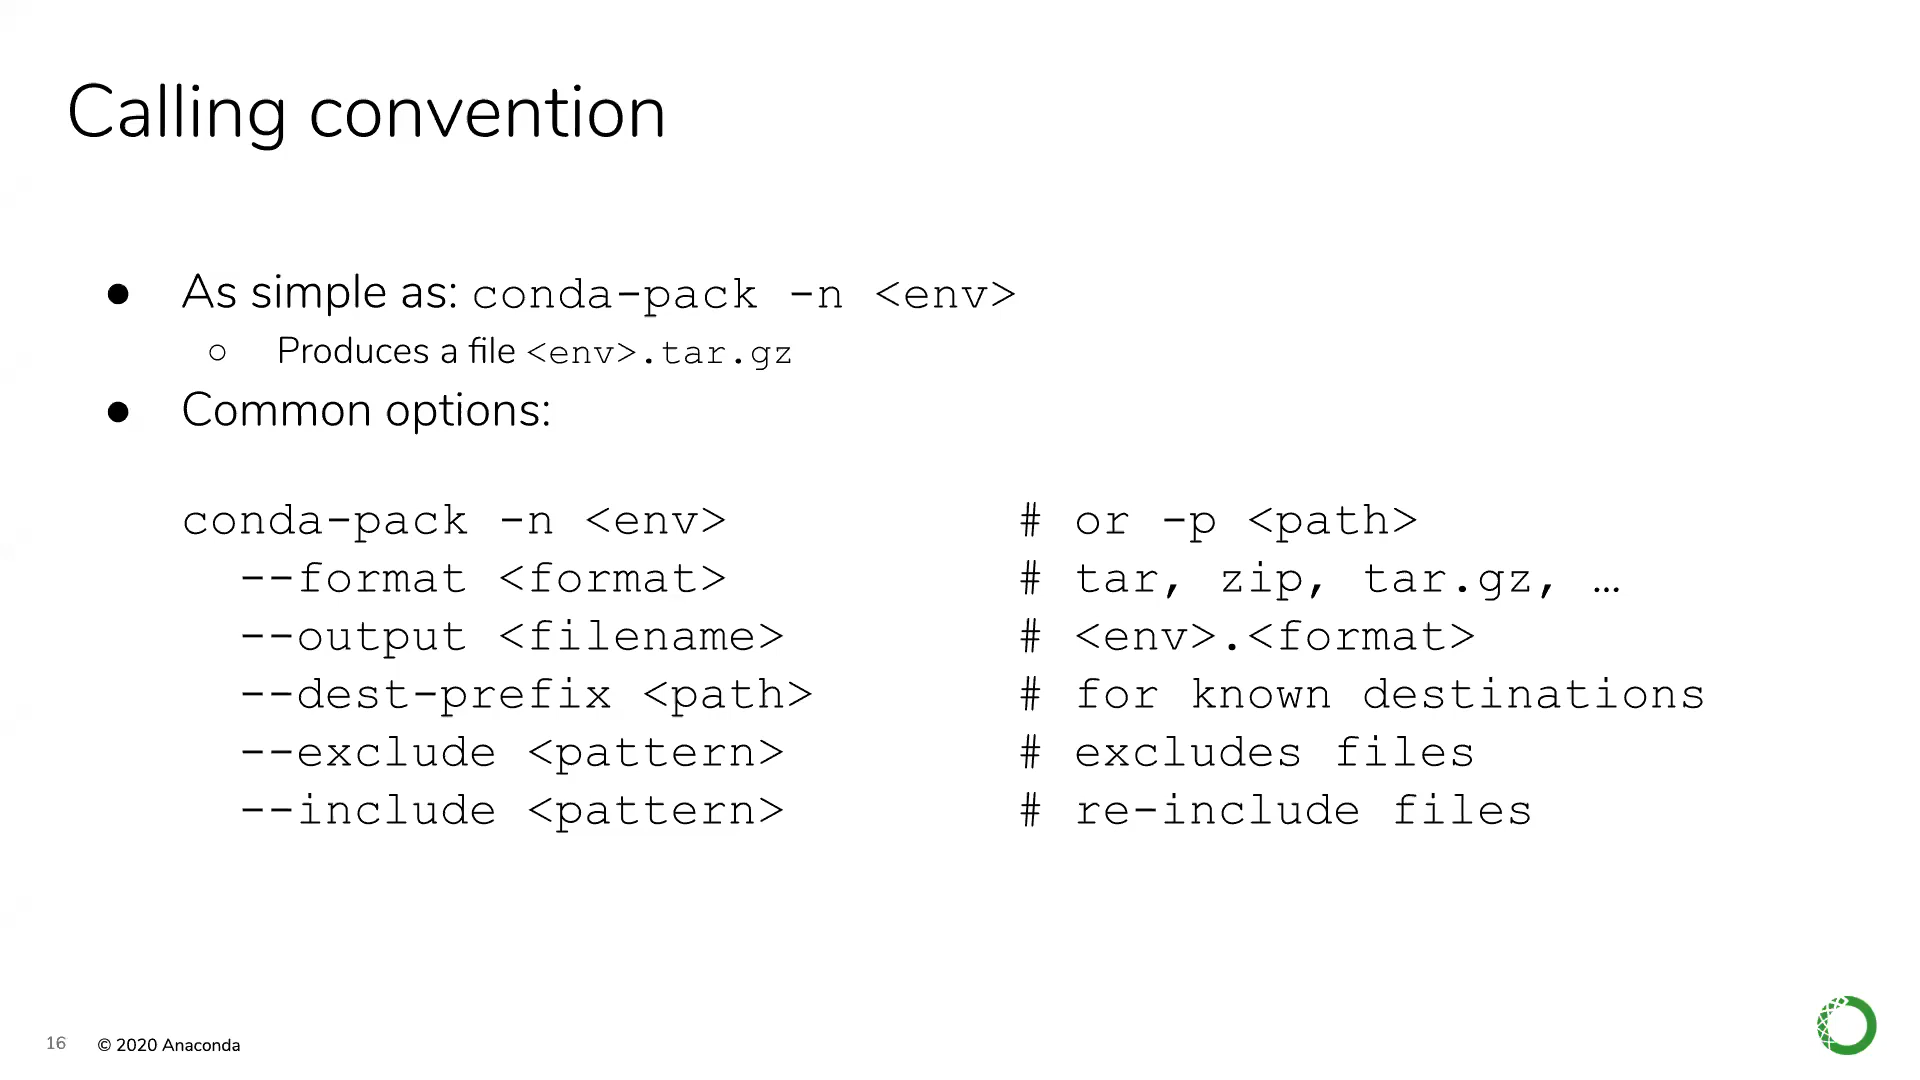 Calling convention
● As simple as: conda-pack -n <env>
○ Produces a file <env>.tar.gz
● Common options:
conda-pack -n <env> # or -p <path>
--format <format> # tar, zip, tar.gz, …
--output <filename> # <env>.<format>
--dest-prefix <path> # for known destinations
--exclude <pattern> # excludes files
--include <pattern> # re-include files
16 © 2020 Anaconda